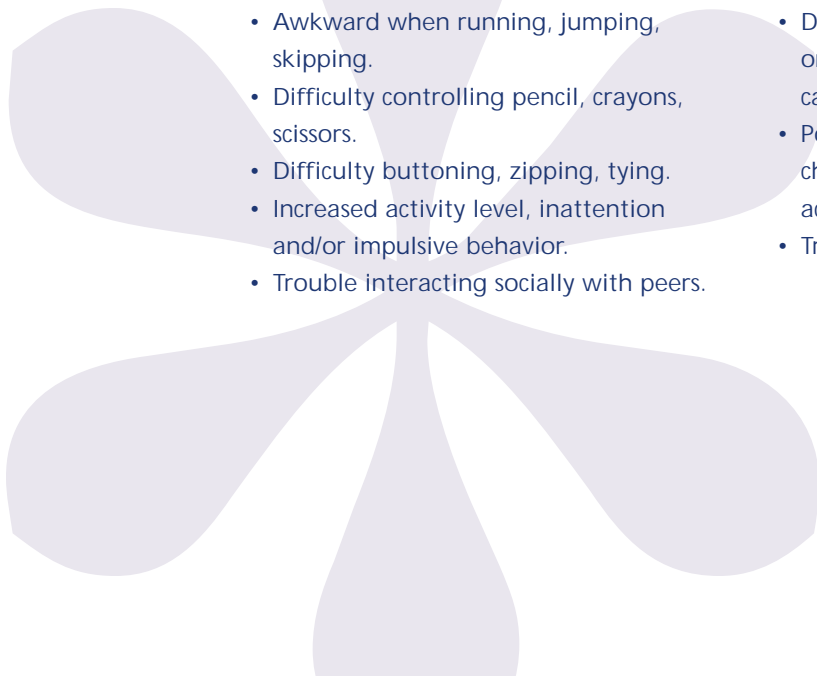 • Awkward when running, jumping,
skipping.
• Difficulty controlling pencil, crayons,
scissors.
• Difficulty buttoning, zipping, tying.
• Increased activity level, inattention
and/or impulsive behavior.
• Trouble interacting socially with peers.
•
•
•